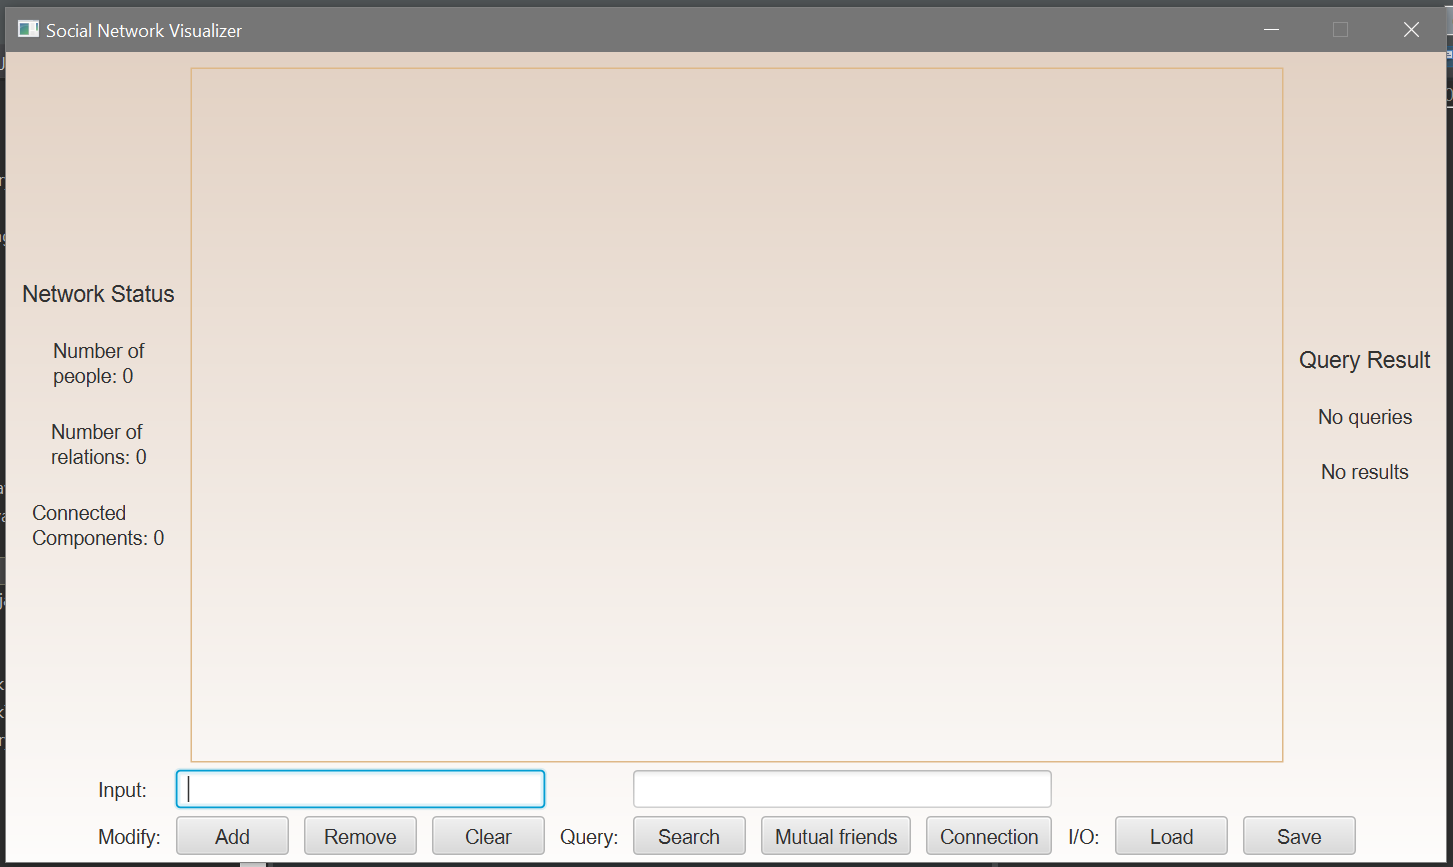 Social Network Visualizer
Network Status
Number of
people: 0
Number of
relations: 0
Connected
Components: 0
Query Result
No queries
No results
Input:
Modify: Add Remove Clear Query: Search Mutual friends Connection I/O: Load Save